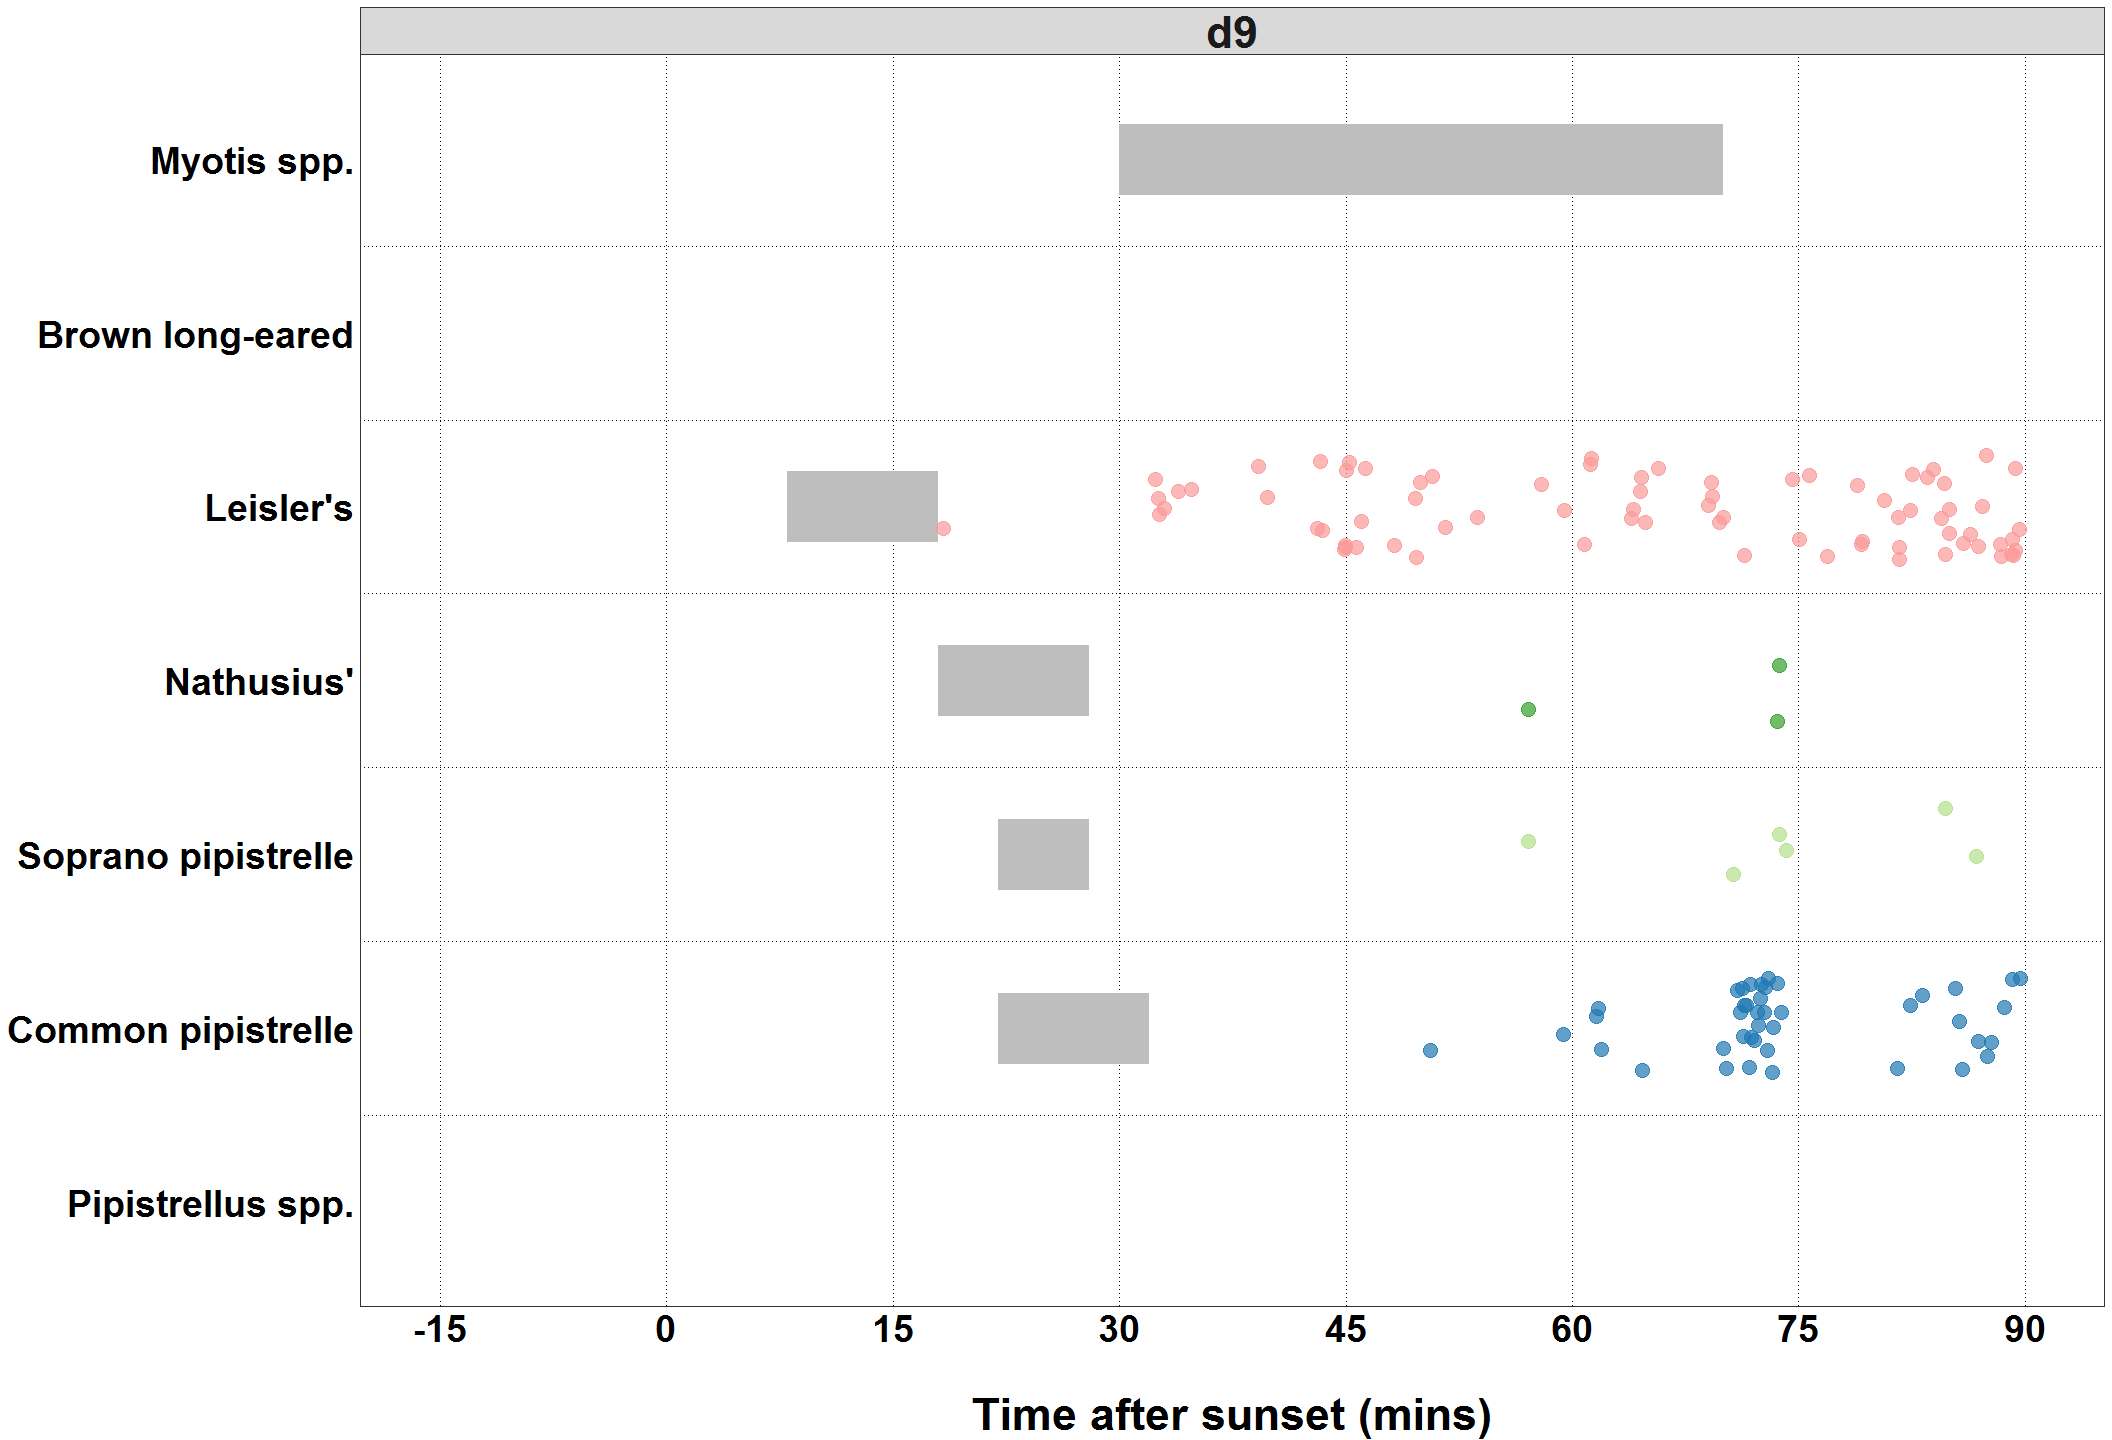 d9
Myotis spp.
Brown long-eared
Leisler's
Nathusius'
Soprano pipistrelle
Common pipistrelle
Pipistrellus spp.
-15 0 15 30 45 60 75 90
Time after sunset (mins)